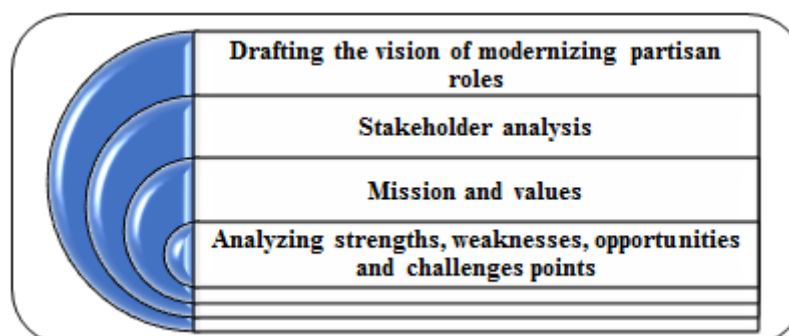 Drafting the vision of modernizing partisan
roles
Stakeholder analysis
Mission and values
Analyzing strengths, weaknesses, opportunities
and challenges points